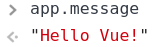 > app.message
<· "Hello Vue!"